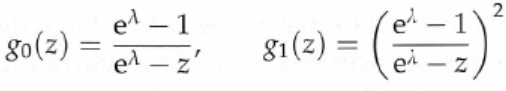 g₀(z) = (e^λ − 1)/(e^λ − z), g₁(z) = ((e^λ − 1)/(e^λ − z))²